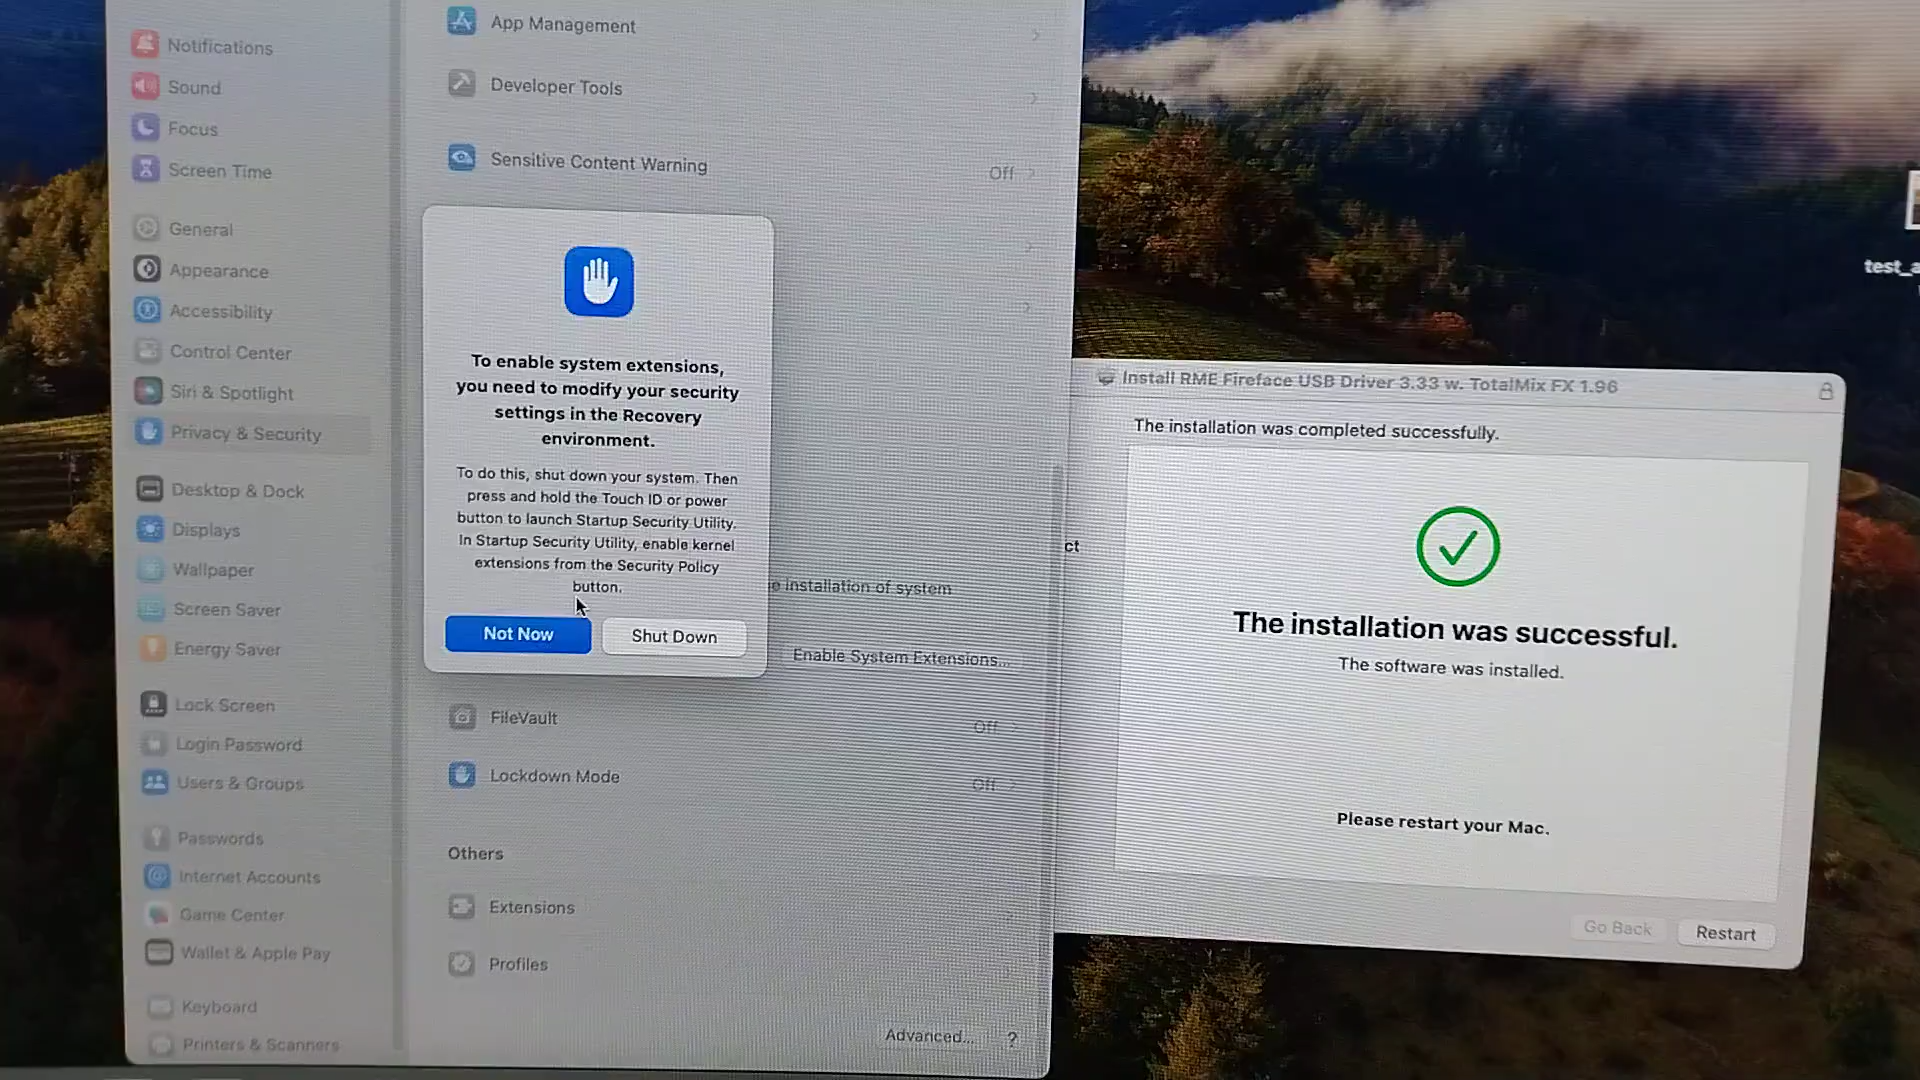 Notifications
Sound
Focus
Screen Time
General
Appearance
Accessibility
Control Center
Siri & Spotlight
Privacy & Security
Desktop & Dock
Displays
Wallpaper
Screen Saver
Energy Saver
Lock Screen
Login Password
Users & Groups
Passwords
Internet Accounts
Game Center
Wallet & Apple Pay
Keyboard
Printers & Scanners
App Management
Developer Tools
Sensitive Content Warning
Off
To enable system extensions,
you need to modify your security
settings in the Recovery
environment.
To do this, shut down your system. Then
press and hold the Touch ID or power
button to launch Startup Security Utility.
In Startup Security Utility, enable kernel
extensions from the Security Policy
button.
Not Now
Shut Down
installation of system
Enable System Extensions...
FileVault
Off
Lockdown Mode
Off
Others
Extensions
Profiles
Advanced...
?
Install RME Fireface USB Driver 3.33 w. TotalMix FX 1.96
The installation was completed successfully.
ct
The installation was successful.
The software was installed.
Please restart your Mac.
Go Back
Restart
test_a